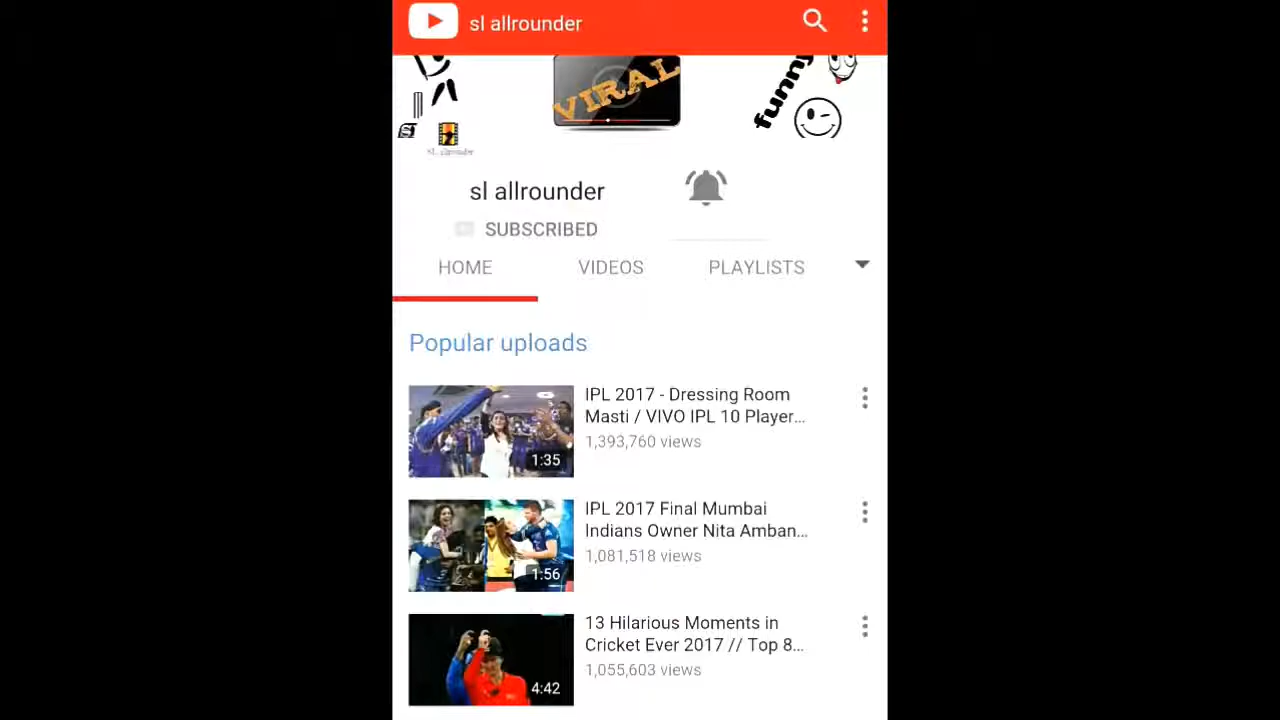 sl allrounder
VIRAL
funny
SL allrounder
sl allrounder
SUBSCRIBED
HOME
VIDEOS
PLAYLISTS
Popular uploads
IPL 2017 - Dressing Room
Masti / VIVO IPL 10 Player...
1,393,760 views
1:35
IPL 2017 Final Mumbai
Indians Owner Nita Amban...
1,081,518 views
1:56
13 Hilarious Moments in
Cricket Ever 2017 // Top 8...
1,055,603 views
4:42